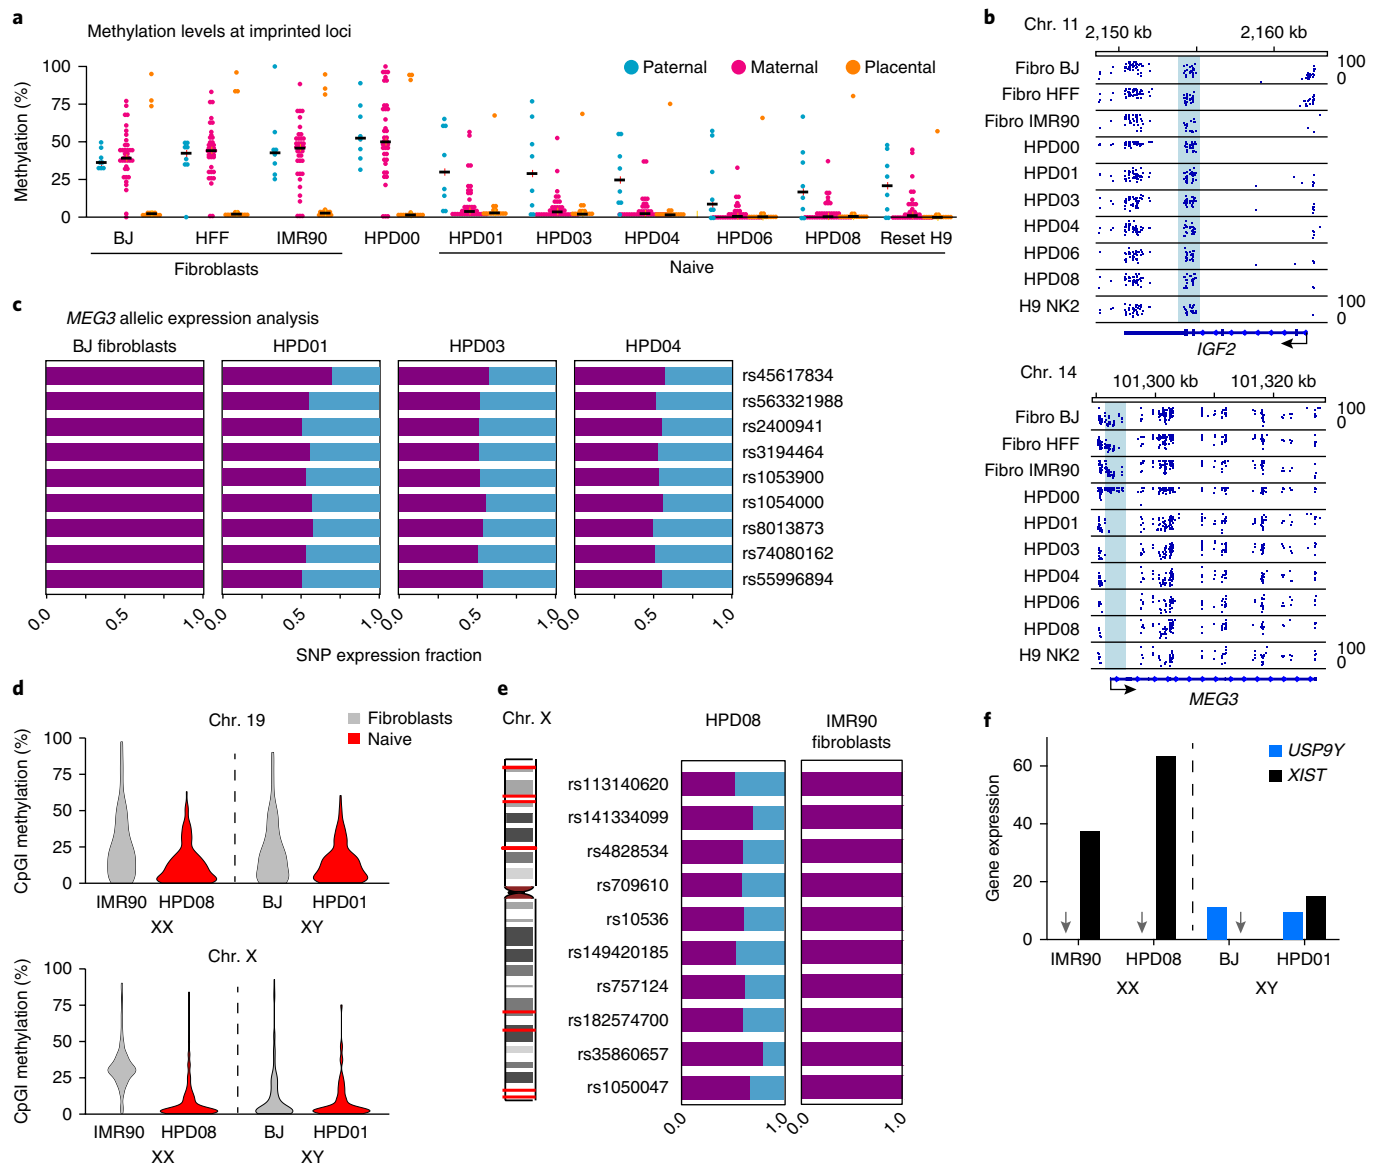 a
Methylation levels at imprinted loci
Paternal
Maternal
Placental
Methylation (%)
100
75
50
25
0
BJ
HFF
IMR90
HPD00
HPD01
HPD03
HPD04
HPD06
HPD08
Reset H9
Fibroblasts
Naive
b
Chr. 11
2,150 kb
2,160 kb
Fibro BJ
100
0
Fibro HFF
Fibro IMR90
HPD00
HPD01
HPD03
HPD04
HPD06
HPD08
H9 NK2
100
0
IGF2
Chr. 14
101,300 kb
101,320 kb
Fibro BJ
100
0
Fibro HFF
Fibro IMR90
HPD00
HPD01
HPD03
HPD04
HPD06
HPD08
H9 NK2
100
0
MEG3
c
MEG3 allelic expression analysis
BJ fibroblasts
HPD01
HPD03
HPD04
rs45617834
rs563321988
rs2400941
rs3194464
rs1053900
rs1054000
rs8013873
rs74080162
rs55996894
0.0
0.5
1.0
0.0
0.5
1.0
0.0
0.5
1.0
0.0
0.5
1.0
SNP expression fraction
d
Chr. 19
Fibroblasts
Naive
CpGI methylation (%)
100
75
50
25
0
IMR90
HPD08
BJ
HPD01
XX
XY
Chr. X
CpGI methylation (%)
100
75
50
25
0
IMR90
HPD08
BJ
HPD01
XX
XY
e
Chr. X
HPD08
IMR90
fibroblasts
rs113140620
rs141334099
rs4828534
rs709610
rs10536
rs149420185
rs757124
rs182574700
rs35860657
rs1050047
0.0
1.0
0.0
1.0
f
USP9Y
XIST
Gene expression
60
40
20
0
IMR90
HPD08
BJ
HPD01
XX
XY